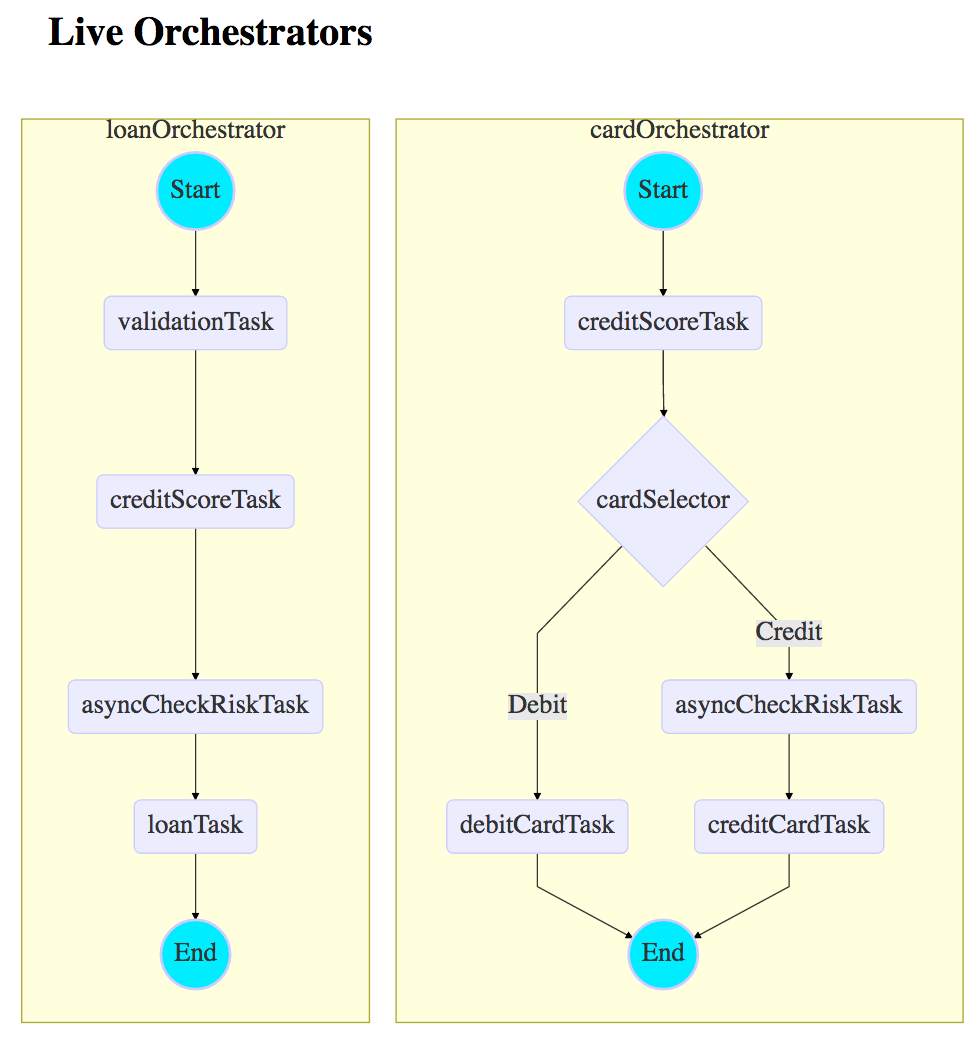 Live Orchestrators
loanOrchestrator
Start
validationTask
creditScoreTask
asyncCheckRiskTask
loanTask
End
cardOrchestrator
Start
creditScoreTask
cardSelector
Credit
Debit
asyncCheckRiskTask
debitCardTask
creditCardTask
End